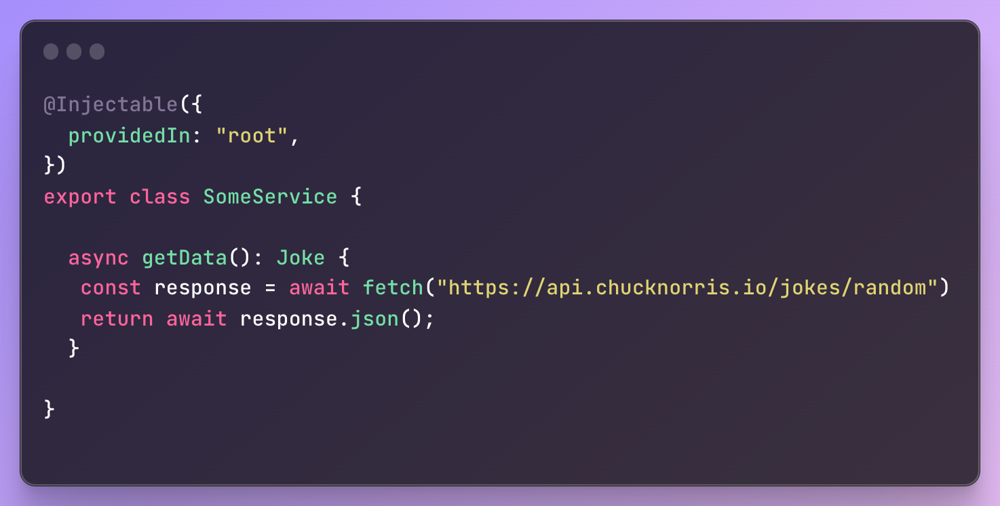 @Injectable({
  providedIn: "root",
})
export class SomeService {

  async getData(): Joke {
   const response = await fetch("https://api.chucknorris.io/jokes/random")
   return await response.json();
  }

}